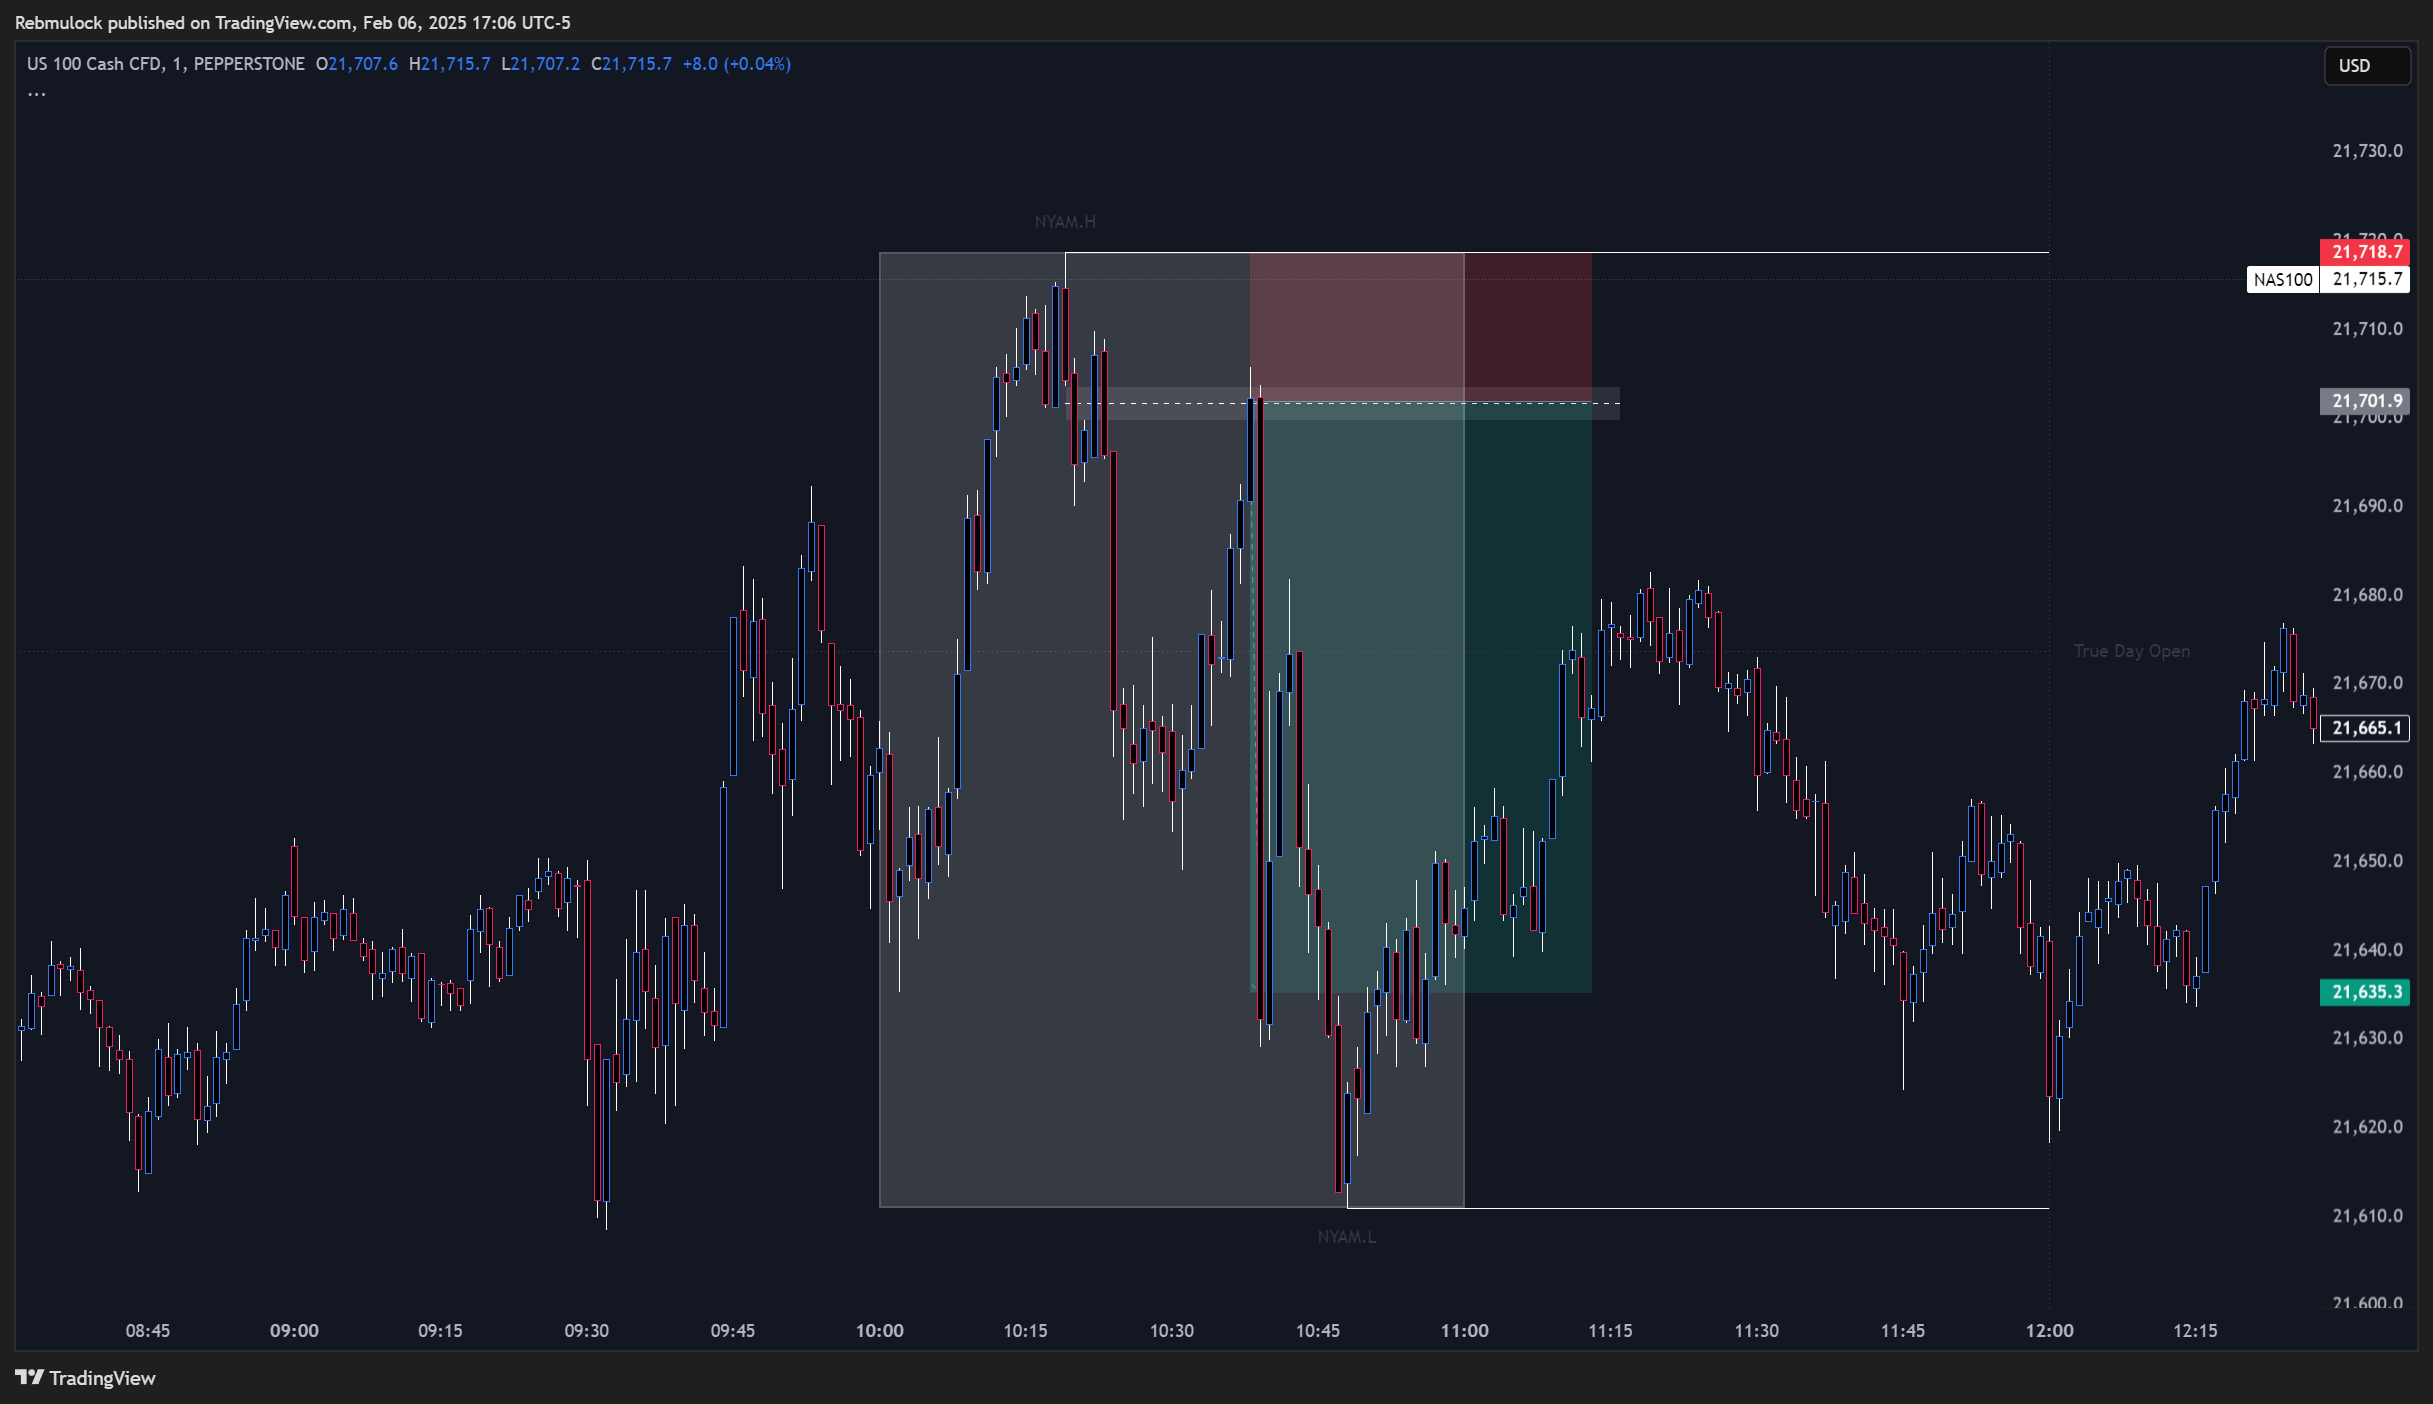 Rebmulock published on TradingView.com, Feb 06, 2025 17:06 UTC-5
US 100 Cash CFD, 1, PEPPERSTONE O21,707.6 H21,715.7 L21,707.2 C21,715.7 +8.0 (+0.04%)
...
USD
21,730.0
NYAM.H
21,720.0
21,718.7
NAS100 21,715.7
21,710.0
21,701.9
21,700.0
21,690.0
21,680.0
True Day Open
21,670.0
21,665.1
21,660.0
21,650.0
21,640.0
21,635.3
21,630.0
21,620.0
21,610.0
NYAM.L
21,600.0
08:45 09:00 09:15 09:30 09:45 10:00 10:15 10:30 10:45 11:00 11:15 11:30 11:45 12:00 12:15
TradingView